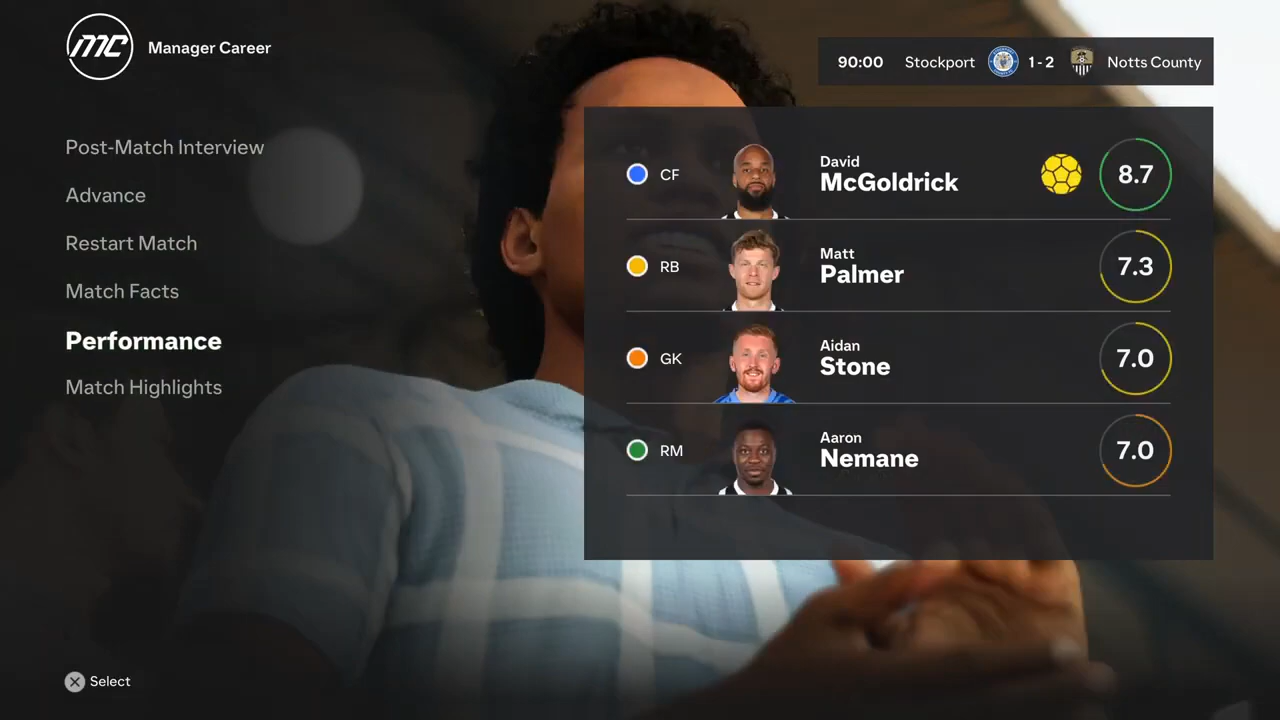 MC Manager Career
90:00 Stockport 1 - 2 Notts County
Post-Match Interview
Advance
Restart Match
Match Facts
Performance
Match Highlights
CF David McGoldrick 8.7
RB Matt Palmer 7.3
GK Aidan Stone 7.0
RM Aaron Nemane 7.0
Select